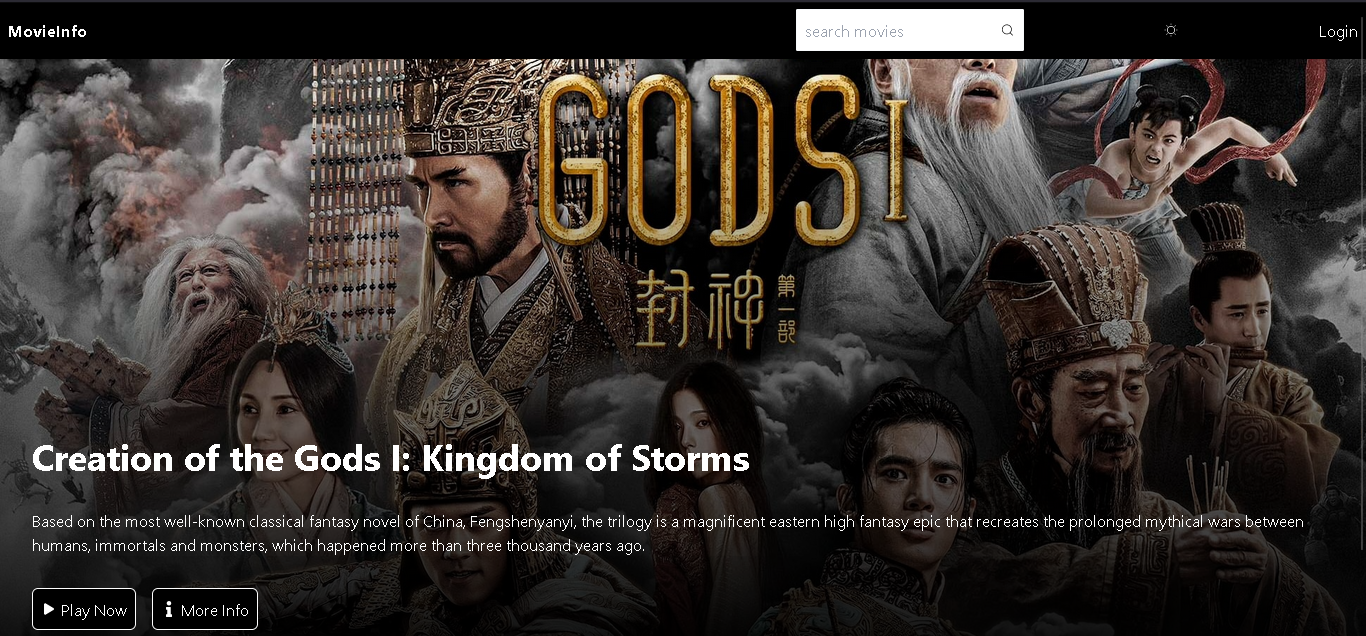 MovieInfo
search movies
Login
GODS I
封神
第一部
Creation of the Gods I: Kingdom of Storms
Based on the most well-known classical fantasy novel of China, Fengshenyanyi, the trilogy is a magnificent eastern high fantasy epic that recreates the prolonged mythical wars between
humans, immortals and monsters, which happened more than three thousand years ago.
Play Now
More Info